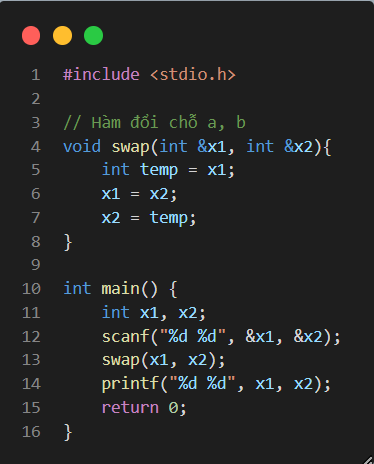 1 #include <stdio.h>
2
3 // Hàm đổi chỗ a, b
4 void swap(int &x1, int &x2){
5     int temp = x1;
6     x1 = x2;
7     x2 = temp;
8 }
9
10 int main() {
11     int x1, x2;
12     scanf("%d %d", &x1, &x2);
13     swap(x1, x2);
14     printf("%d %d", x1, x2);
15     return 0;
16 }